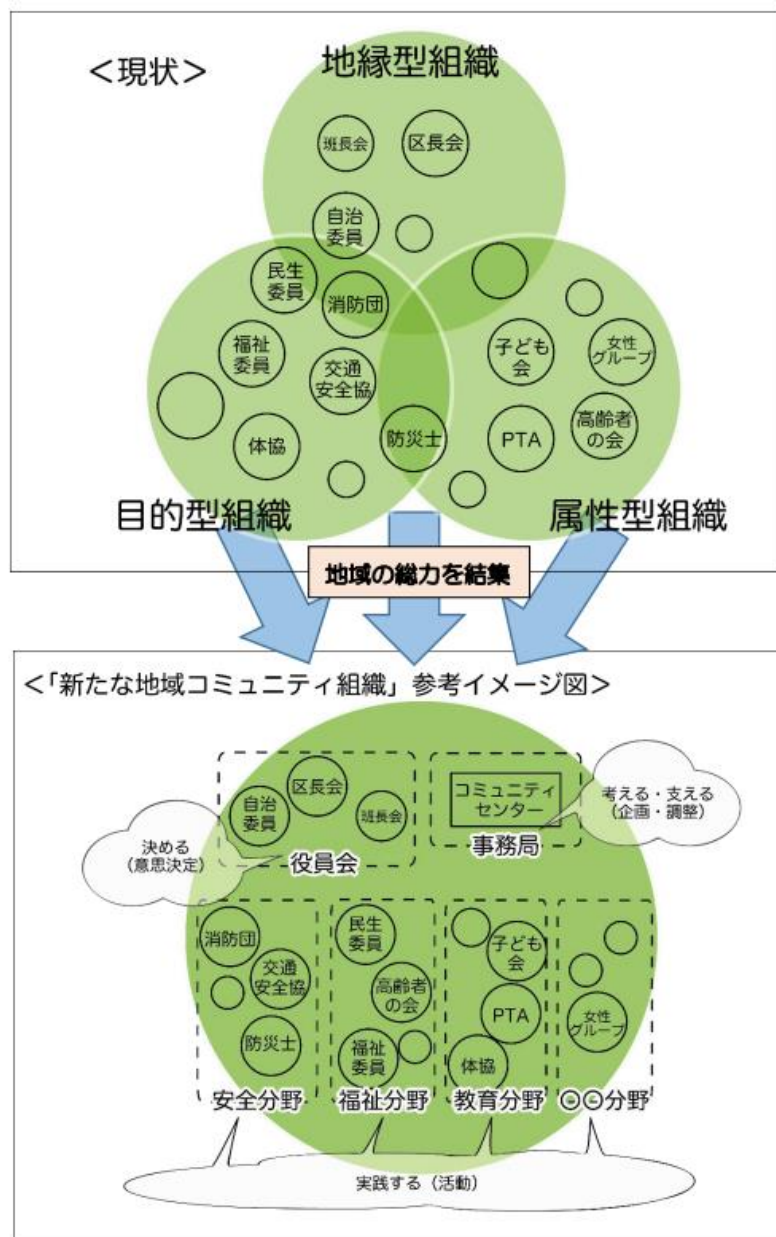 <現状>
地縁型組織
班長会
区長会
自治
委員
民生
委員
消防団
福祉
委員
交通
安全協
子ども
会
女性
グループ
体協
防災士
PTA
高齢者
の会
目的型組織
属性型組織
地域の総力を結集
<「新たな地域コミュニティ組織」参考イメージ図>
自治
委員
区長会
班長会
役員会
コミュニティ
センター
事務局
考える・支える
(企画・調整)
決める
(意思決定)
消防団
交通
安全協
防災士
安全分野
民生
委員
高齢者
の会
福祉
委員
福祉分野
子ども
会
PTA
体協
教育分野
女性
グループ
○○分野
実践する(活動)